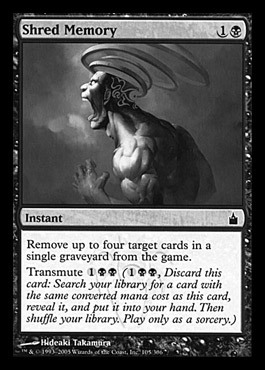 Shred Memory 1
Instant
Remove up to four target cards in a
single graveyard from the game.
Transmute 1 (1 , Discard this
card: Search your library for a card with
the same converted mana cost as this card,
reveal it, and put it into your hand. Then
shuffle your library. Play only as a sorcery.)
Hideaki Takamura
™ & © 1993–2005 Wizards of the Coast, Inc. 105/306